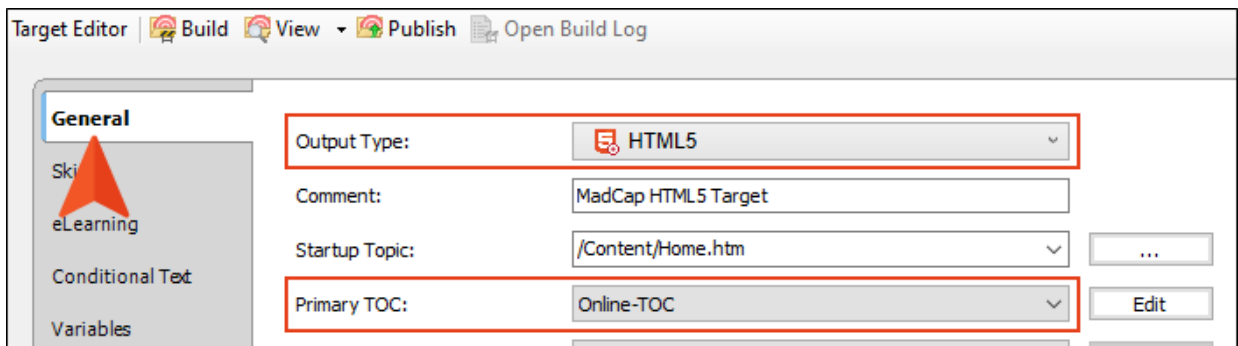 Target Editor Build View Publish Open Build Log
General
Output Type: HTML5
Comment: MadCap HTML5 Target
eLearning
Startup Topic: /Content/Home.htm ...
Conditional Text
Primary TOC: Online-TOC Edit
Variables